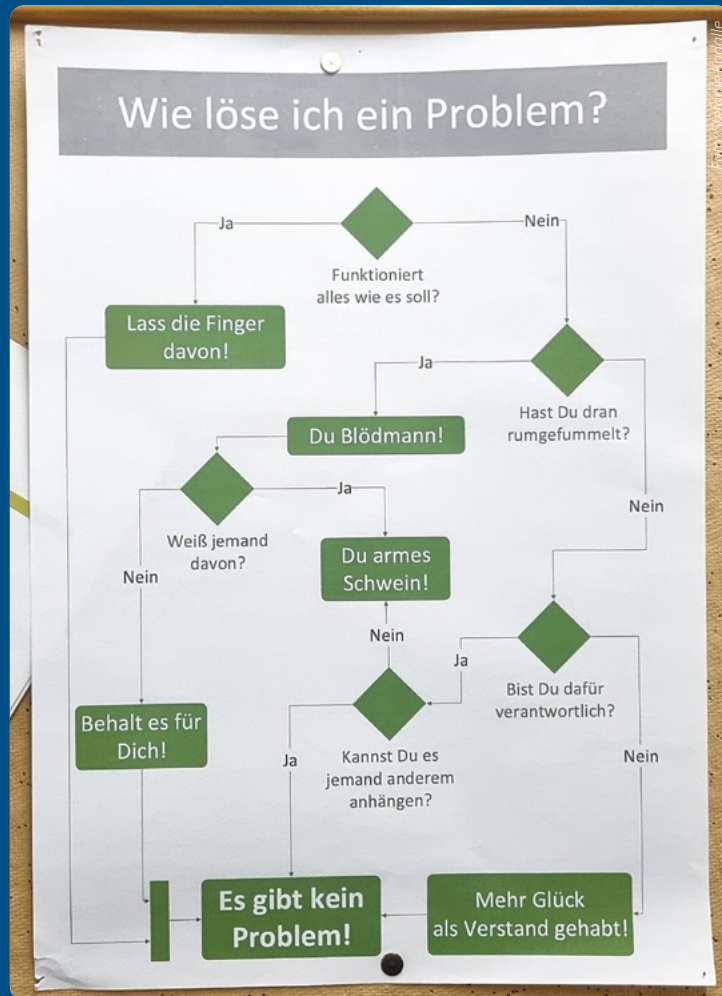 Wie löse ich ein Problem?
Ja
Nein
Funktioniert
alles wie es soll?
Lass die Finger
davon!
Ja
Hast Du dran
rumgefummelt?
Du Blödmann!
Ja
Weiß jemand
davon?
Nein
Nein
Du armes
Schwein!
Nein
Ja
Bist Du dafür
verantwortlich?
Behalt es für
Dich!
Ja
Kannst Du es
jemand anderem
anhängen?
Nein
Es gibt kein
Problem!
Mehr Glück
als Verstand gehabt!